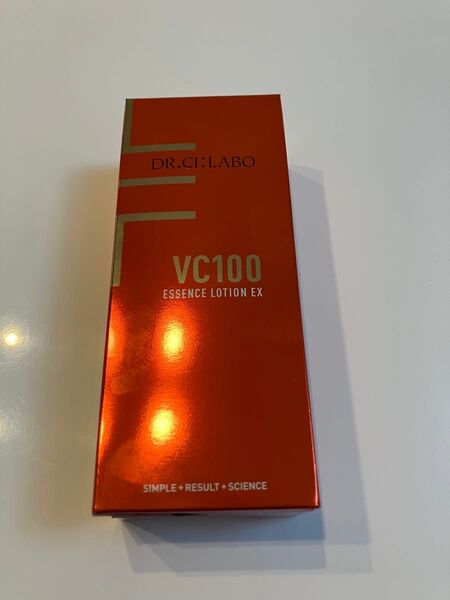 DR.CI:LABO
VC100
ESSENCE LOTION EX
SIMPLE + RESULT + SCIENCE